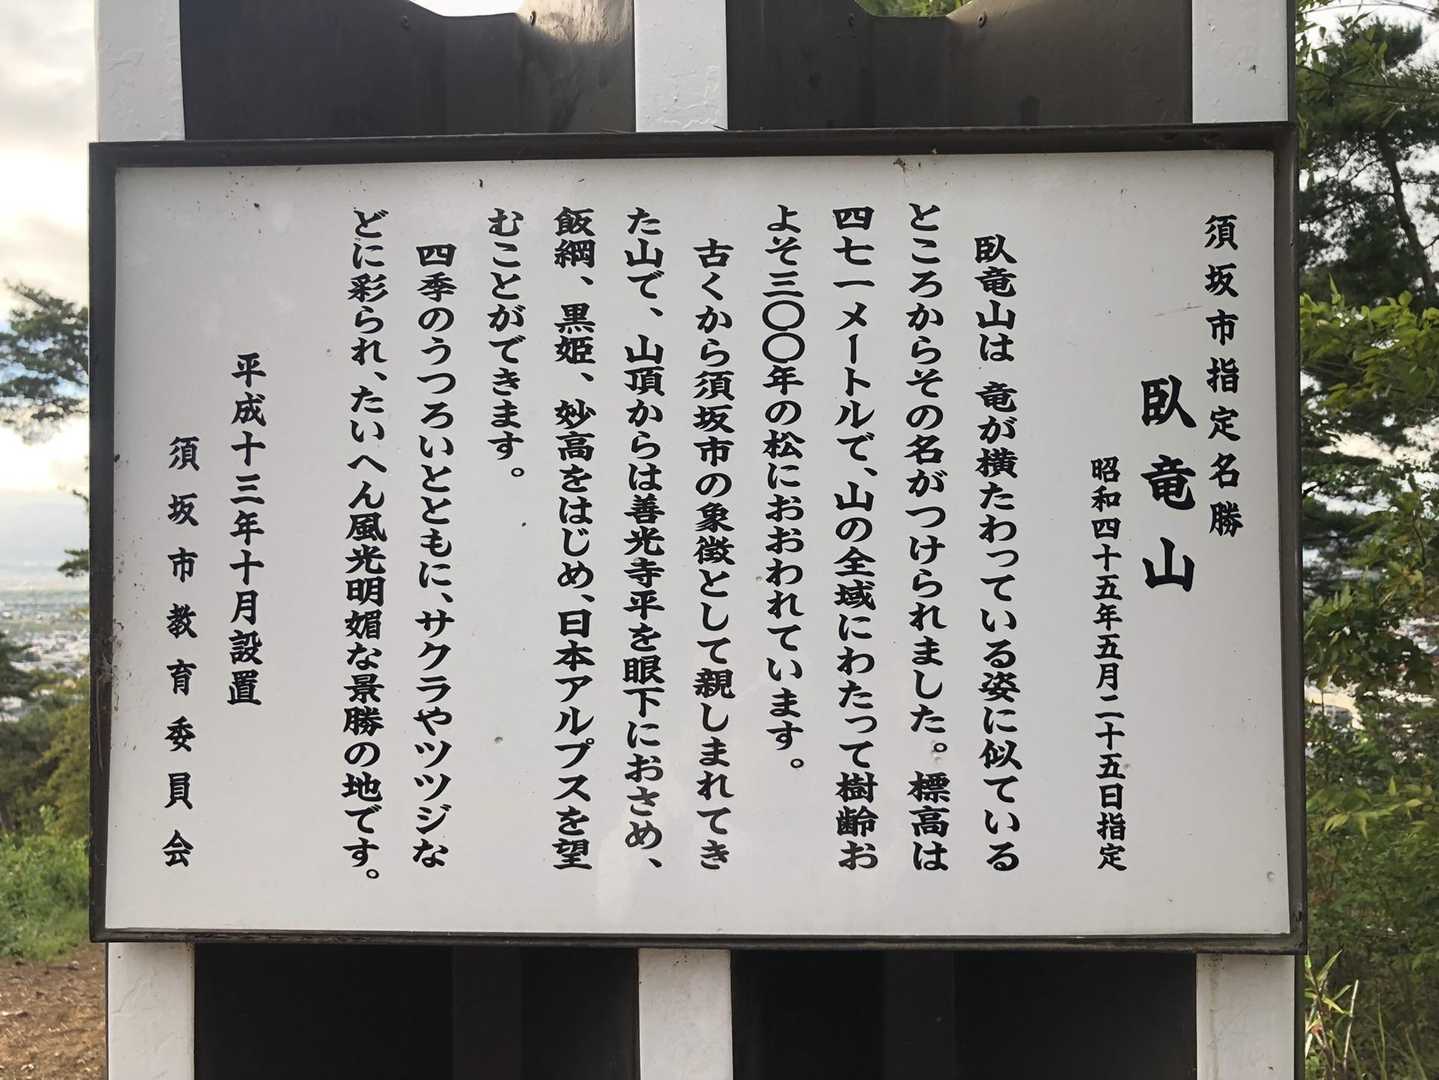 須坂市指定名勝
臥竜山
昭和四十五年五月二十五日指定
臥竜山は 竜が横たわっている姿に似ている
ところからその名がつけられました。標高は
四七一メートルで、山の全域にわたって樹齢お
よそ三〇〇年の松におおわれています。
古くから須坂市の象徴として親しまれてき
た山で、山頂からは善光寺平を眼下におさめ、
飯綱、黒姫、妙高をはじめ、日本アルプスを望
むことができます。
四季のうつろいとともに、サクラやツツジな
どに彩られ、たいへん風光明媚な景勝の地です。
平成十三年十月設置
須坂市教育委員会